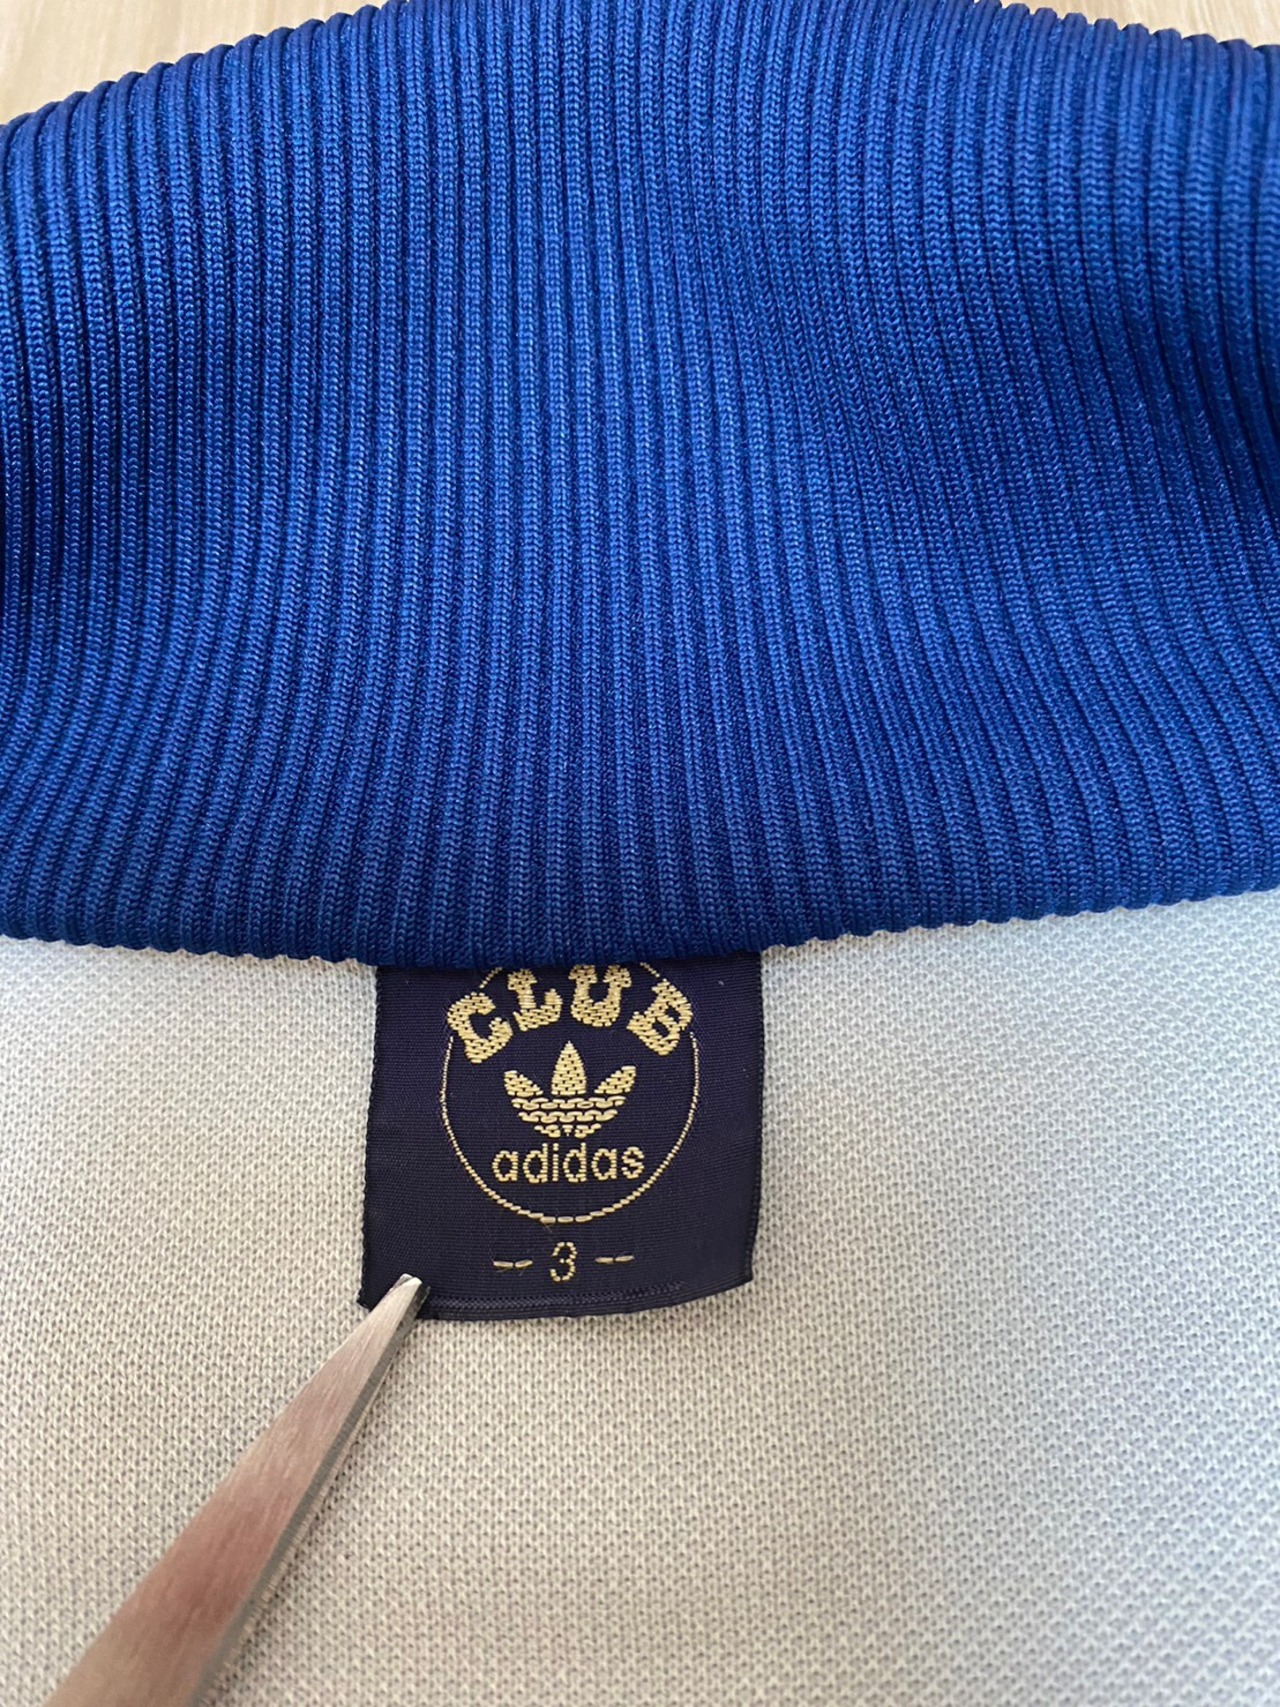 CLUB
adidas
-- 3 --